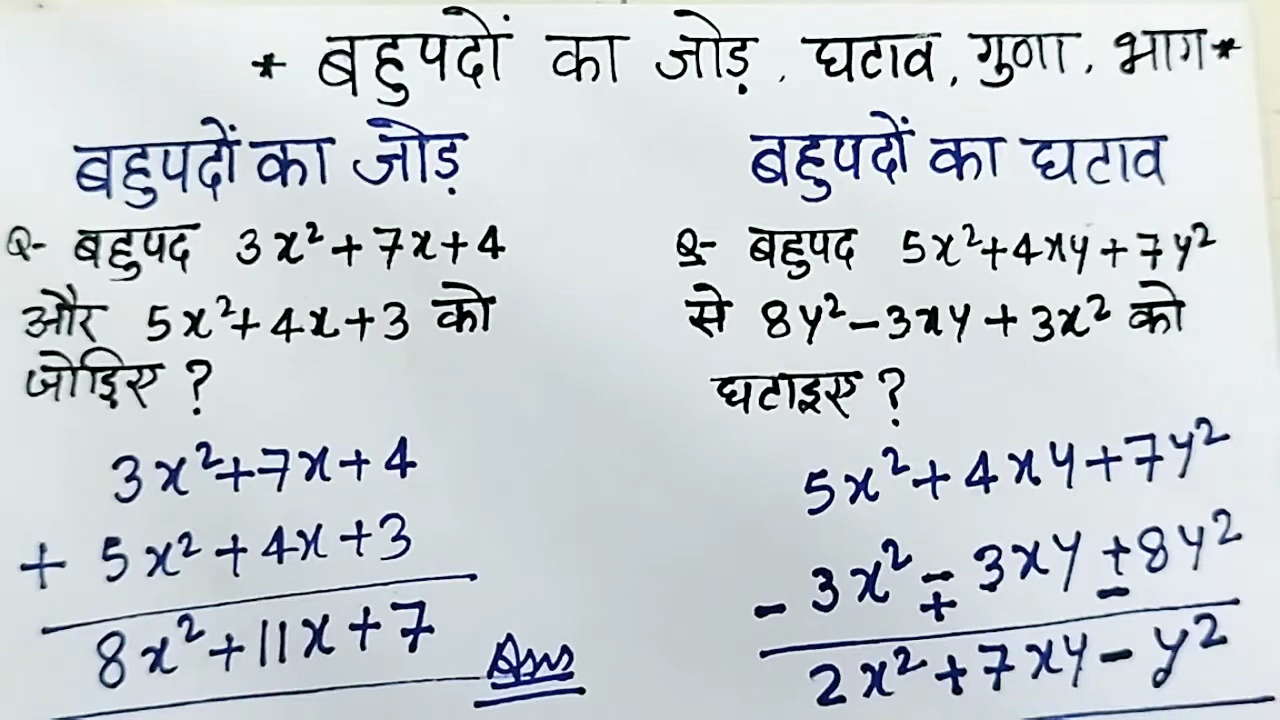 * बहुपदों का जोड़, घटाव, गुणा, भाग *
बहुपदों का जोड़
Q- बहुपद 3x²+7x+4
और 5x²+4x+3 को
जोड़िए ?
3x²+7x+4
+ 5x²+4x+3
8x²+11x+7
Ans
बहुपदों का घटाव
Q- बहुपद 5x²+4xy+7y²
से 8y²-3xy+3x² को
घटाइए ?
5x²+4xy+7y²
3x²-3xy+8y²
- + -
2x²+7xy-y²